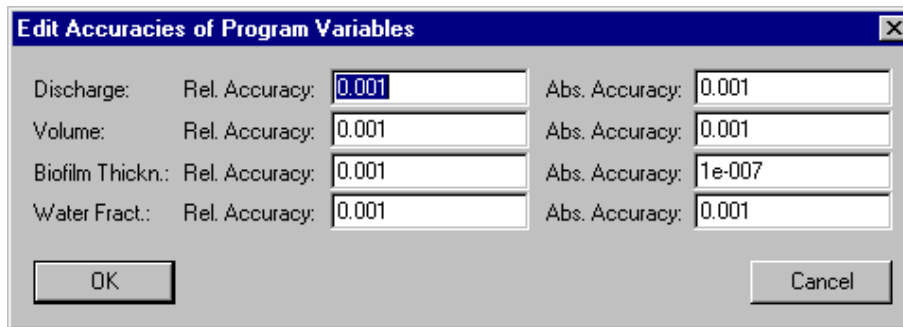 Edit Accuracies of Program Variables
Discharge: Rel. Accuracy: 0.001 Abs. Accuracy: 0.001
Volume: Rel. Accuracy: 0.001 Abs. Accuracy: 0.001
Biofilm Thickn.: Rel. Accuracy: 0.001 Abs. Accuracy: 1e-007
Water Fract.: Rel. Accuracy: 0.001 Abs. Accuracy: 0.001
OK Cancel